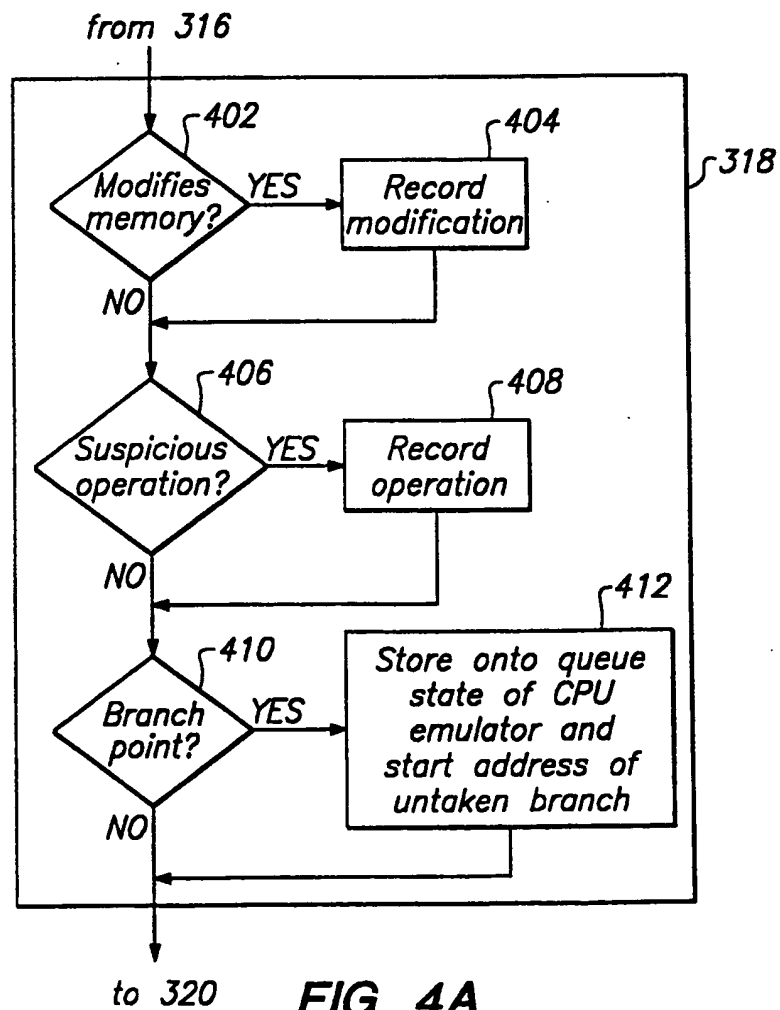 from 316
402
404
318
Modifies
memory?
YES
Record
modification
NO
406
408
Suspicious
operation?
YES
Record
operation
NO
412
410
Branch
point?
YES
Store onto queue
state of CPU
emulator and
start address of
untaken branch
NO
to 320
FIG. 4A